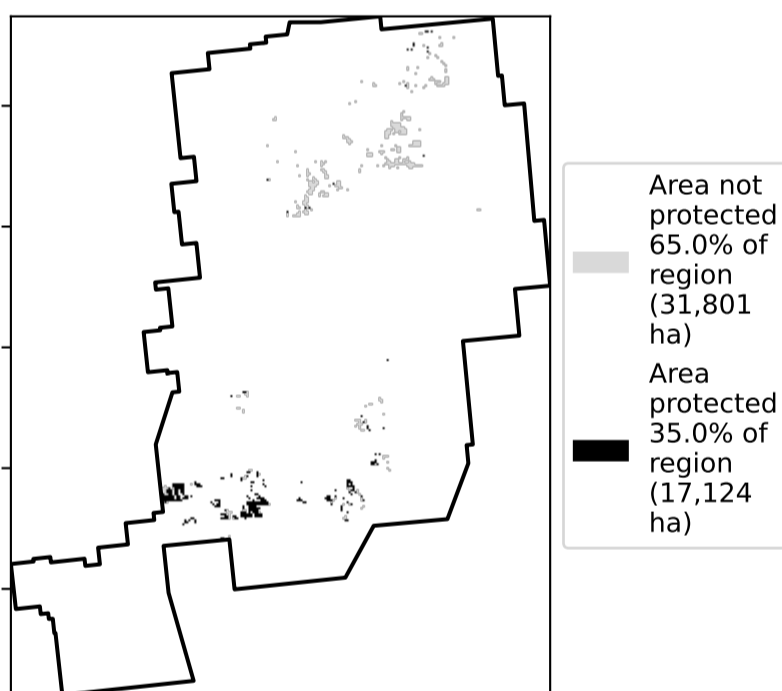 Area not
protected
65.0% of
region
(31,801
ha)
Area
protected
35.0% of
region
(17,124
ha)